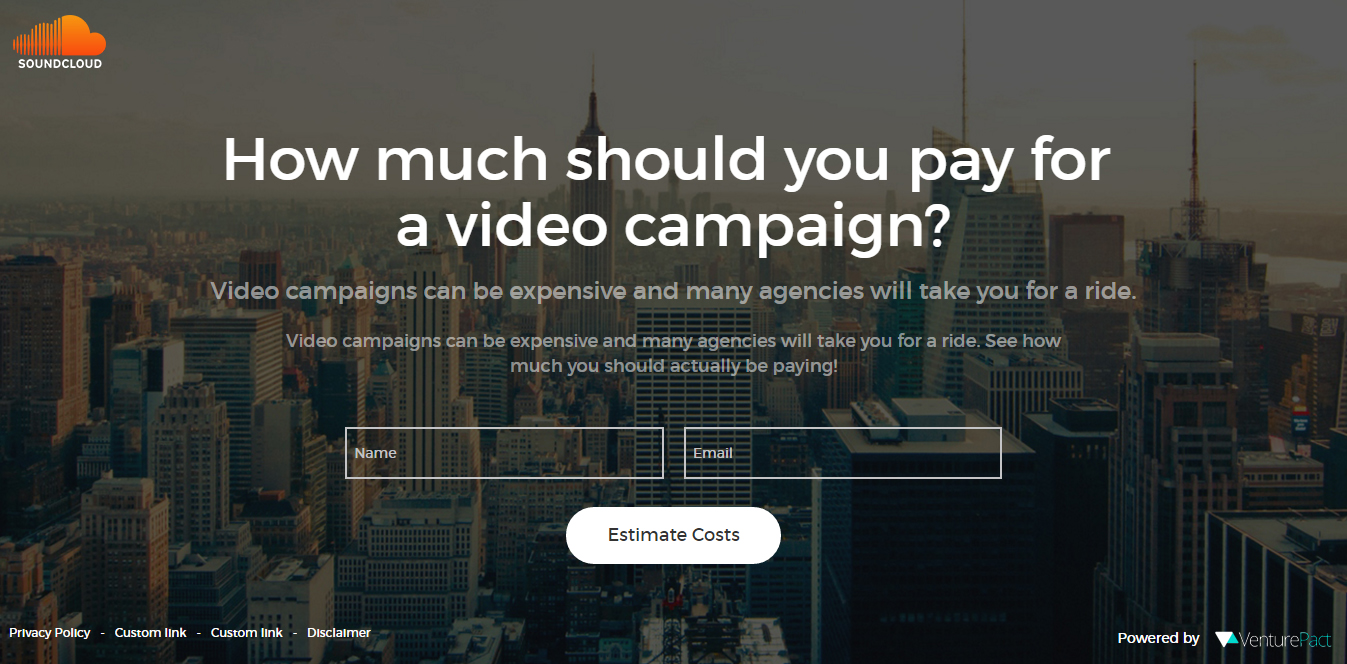 SOUNDCLOUD
How much should you pay for
a video campaign?
Video campaigns can be expensive and many agencies will take you for a ride.
Video campaigns can be expensive and many agencies will take you for a ride. See how
much you should actually be paying!
Name
Email
Estimate Costs
Privacy Policy - Custom link - Custom link - Disclaimer
Powered by VenturePact